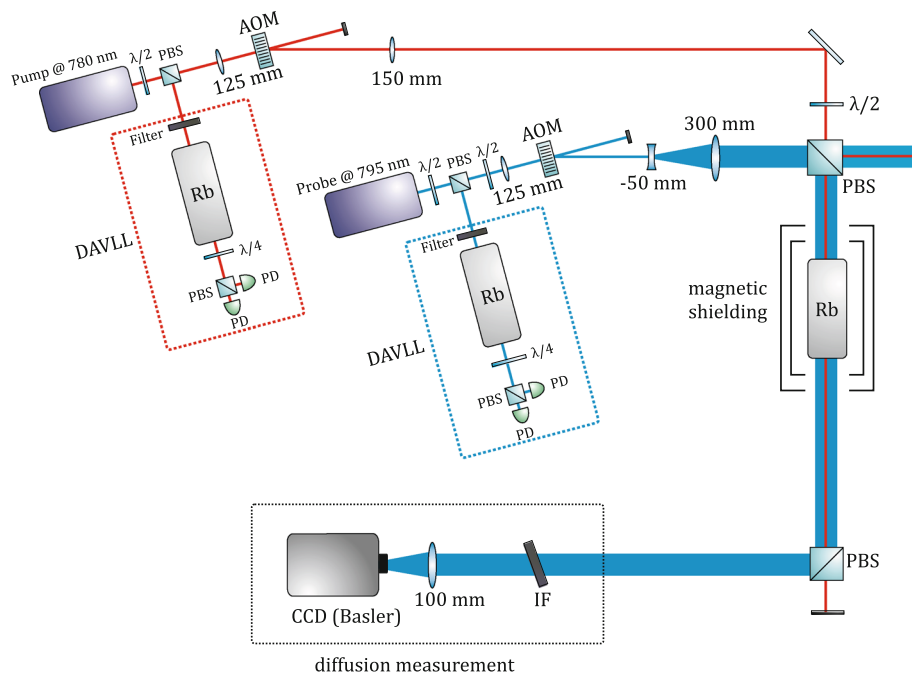 Pump @ 780 nm
λ/2
PBS
AOM
125 mm
150 mm
λ/2
300 mm
PBS
-50 mm
Filter
Rb
DAVLL
λ/4
PBS
PD
PD
Probe @ 795 nm
λ/2
PBS
λ/2
AOM
125 mm
Filter
Rb
DAVLL
λ/4
PBS
PD
PD
magnetic
shielding
Rb
PBS
CCD (Basler)
100 mm
IF
diffusion measurement